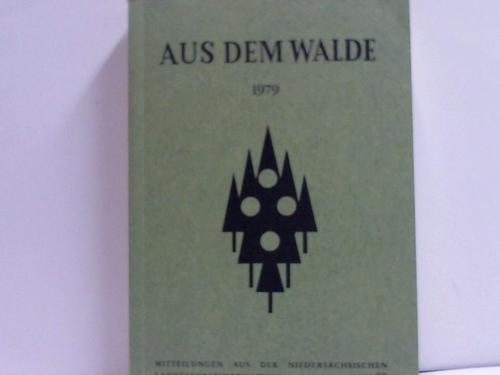 AUS DEM WALDE
1979
MITTEILUNGEN AUS DER NIEDERSÄCHSISCHEN